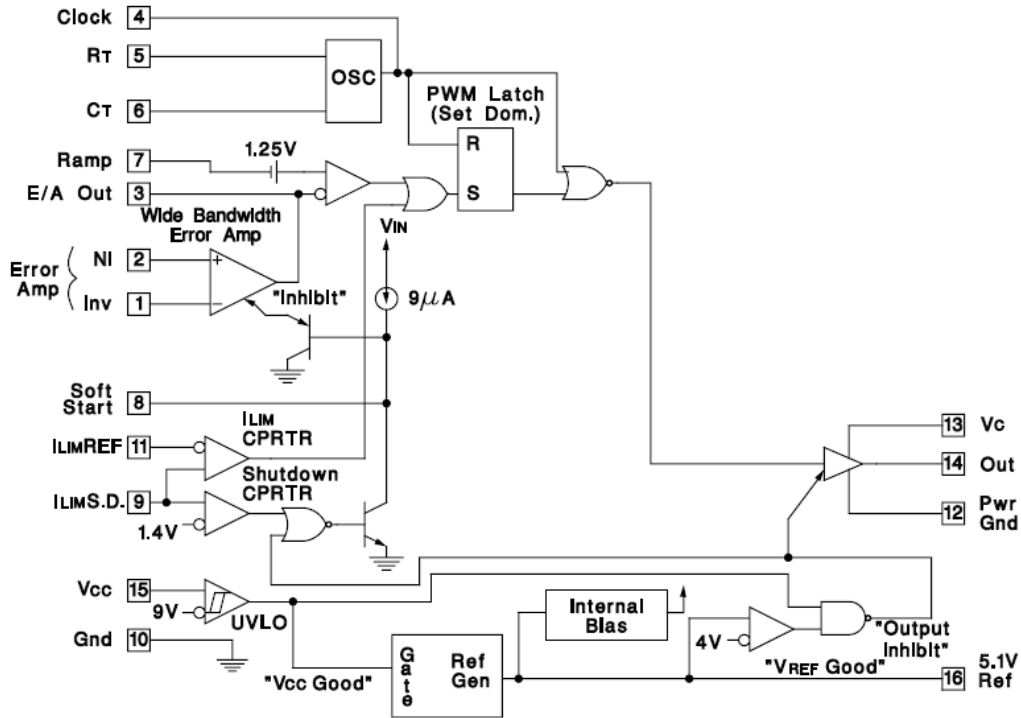 Clock 4
RT 5
OSC
CT 6
PWM Latch
(Set Dom.)
R
S
Ramp 7
1.25V
E/A Out 3
Wide Bandwidth
Error Amp
VIN
Error
Amp
NI 2
+
Inv 1
−
"Inhibit"
9μA
Soft
Start 8
ILIM
CPRTR
ILIMREF 11
Shutdown
CPRTR
ILIMS.D. 9
1.4V
13 Vc
14 Out
12 Pwr
Gnd
Vcc 15
9V
UVLO
Gnd 10
Internal
Bias
4V
"Output
Inhibit"
"VREF Good"
"Vcc Good"
Gate
Ref
Gen
16 5.1V
Ref